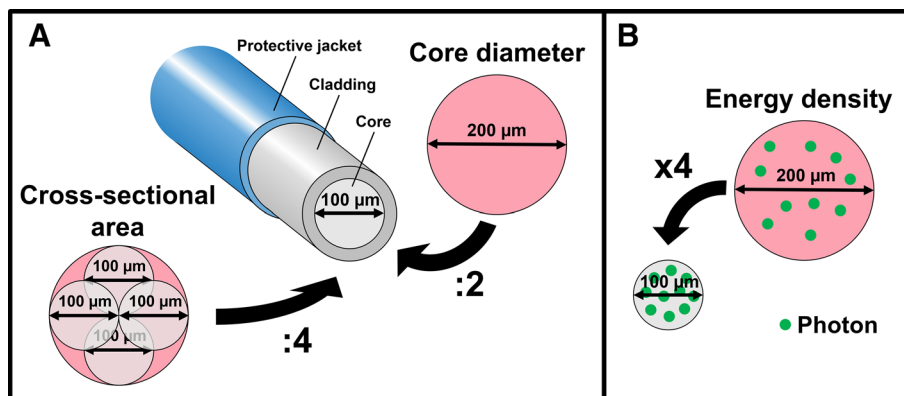 A
Protective jacket
Cladding
Core
100 µm
Core diameter
200 µm
:2
Cross-sectional
area
100 µm
100 µm
100 µm
100 µm
:4
B
Energy density
200 µm
x4
100 µm
Photon